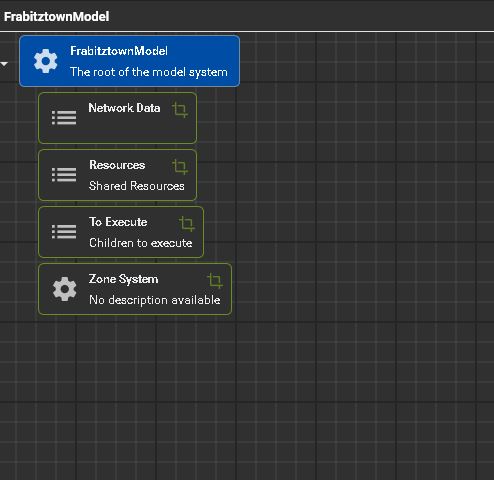 FrabitztownModel
FrabitztownModel
The root of the model system
Network Data
Resources
Shared Resources
To Execute
Children to execute
Zone System
No description available